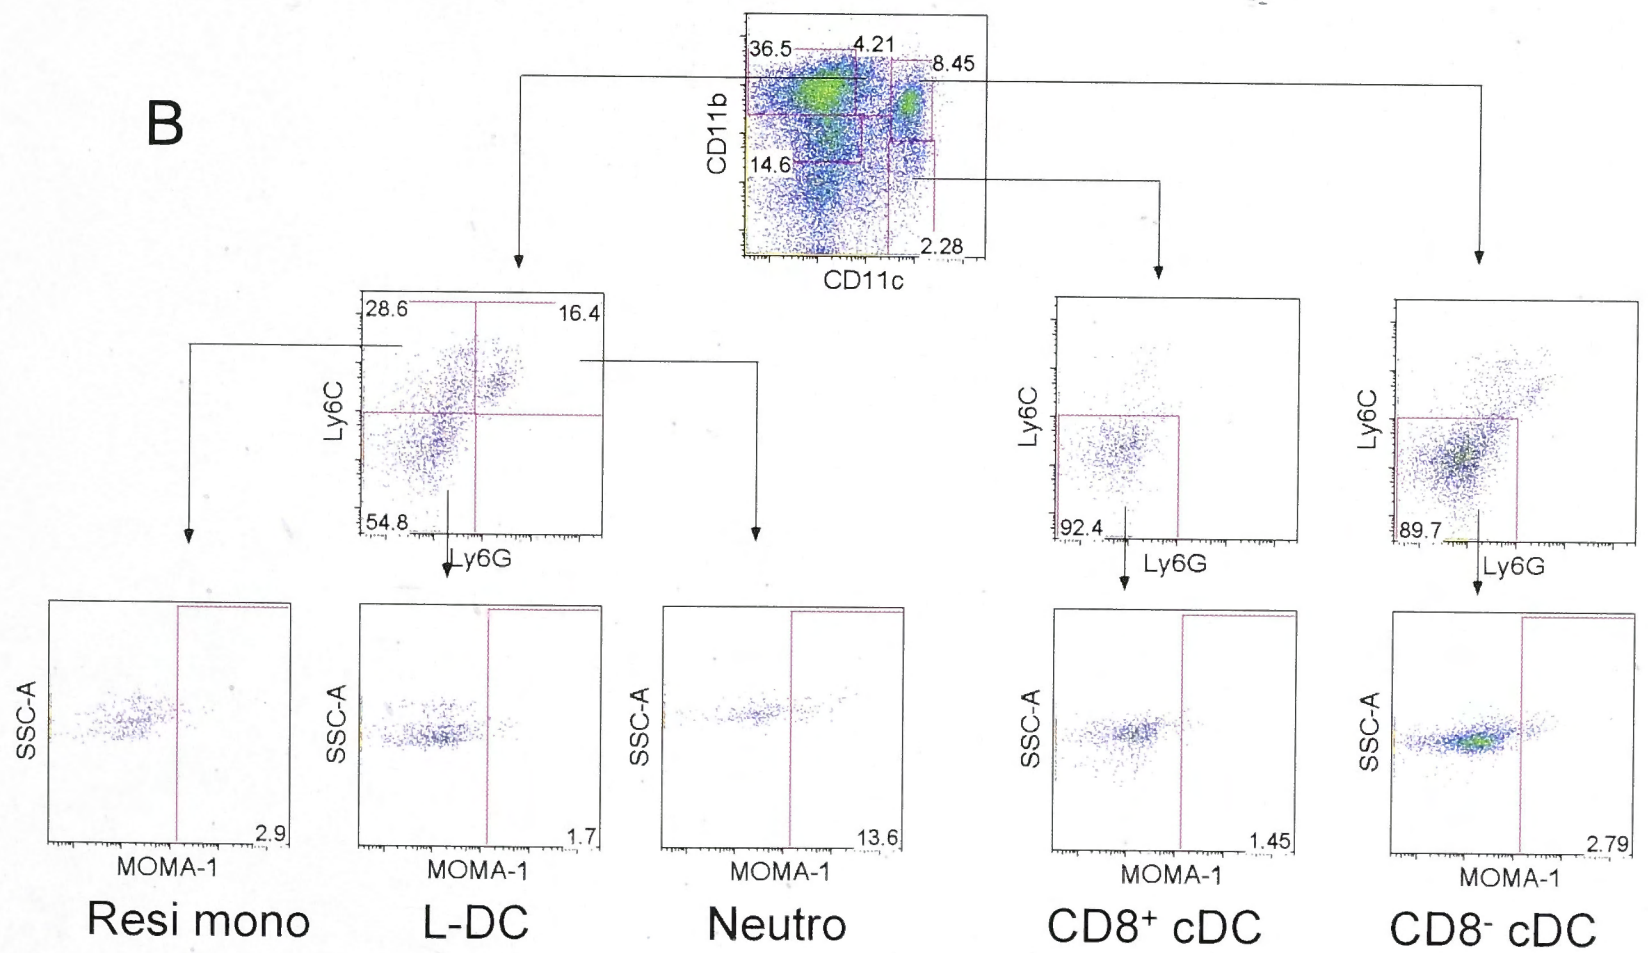 B
36.5
4.21
8.45
14.6
2.28
CD11b
CD11c
28.6
16.4
54.8
Ly6C
Ly6G
92.4
Ly6C
Ly6G
89.7
Ly6C
Ly6G
SSC-A
2.9
MOMA-1
SSC-A
1.7
MOMA-1
SSC-A
13.6
MOMA-1
SSC-A
1.45
MOMA-1
SSC-A
2.79
MOMA-1
Resi mono
L-DC
Neutro
CD8⁺ cDC
CD8⁻ cDC